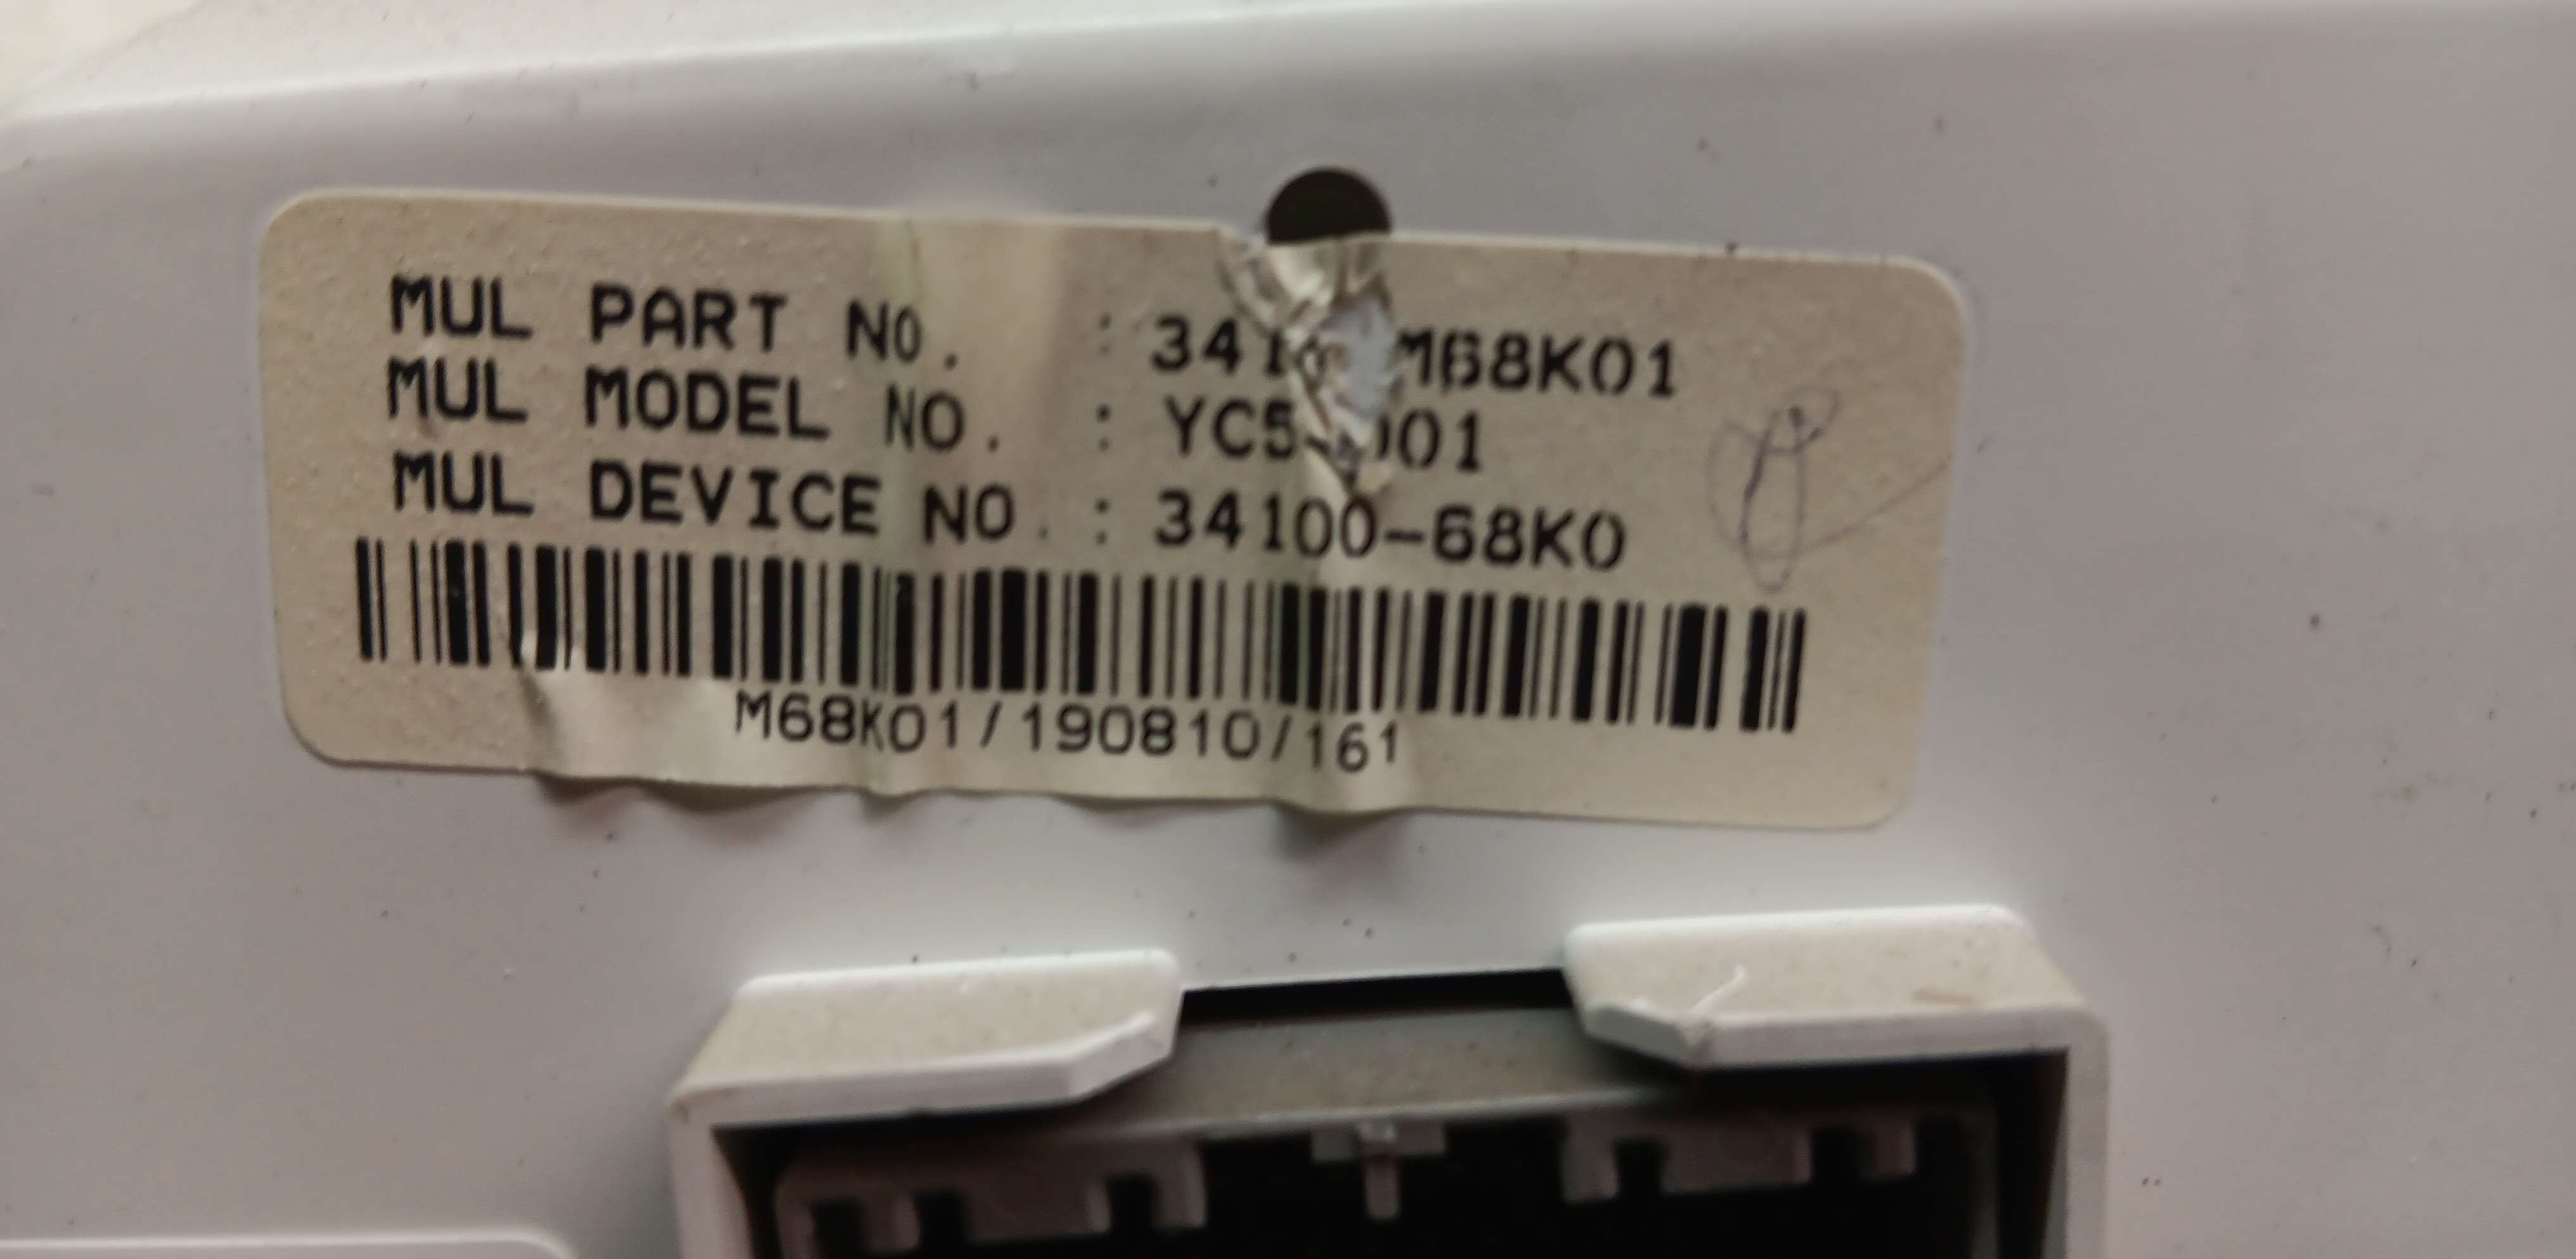 MUL PART NO. :
MUL MODEL NO. :
MUL DEVICE NO. : 34100-68K0
M68K01/190810/161